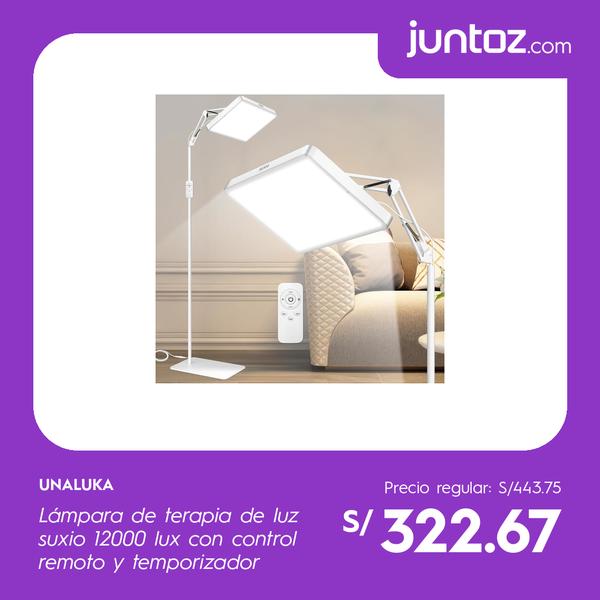 juntoz.com
UNALUKA
Lámpara de terapia de luz
suxio 12000 lux con control
remoto y temporizador
Precio regular: S/443.75
S/322.67